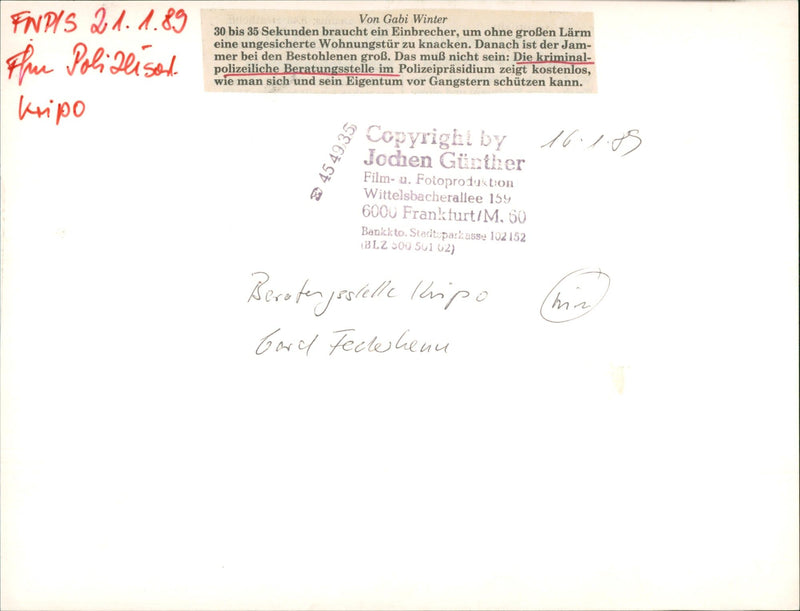 FNP/S 21.1.89
Ffm
Kripo
Von Gabi Winter
30 bis 35 Sekunden braucht ein Einbrecher, um ohne großen Lärm
eine ungesicherte Wohnungstür zu knacken. Danach ist der Jam-
mer bei den Bestohlenen groß. Das muß nicht sein: Die kriminal-
polizeiliche Beratungsstelle im Polizeipräsidium zeigt kostenlos,
wie man sich und sein Eigentum vor Gangstern schützen kann.
☎ 454935
Copyright by
Jochen Günther
Film- u. Fotoproduktion
Wittelsbacherallee 159
6000 Frankfurt/M. 60
Bankkto. Stadtsparkasse 102152
(BLZ 500 501 02)
16.1.89
Beratungsstelle Kripo
win